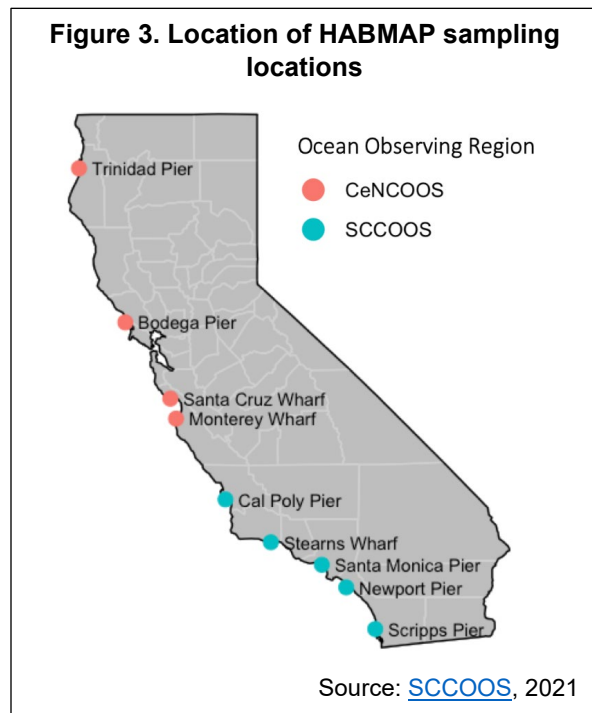 Figure 3. Location of HABMAP sampling
locations
Ocean Observing Region
CeNCOOS
SCCOOS
Trinidad Pier
Bodega Pier
Santa Cruz Wharf
Monterey Wharf
Cal Poly Pier
Stearns Wharf
Santa Monica Pier
Newport Pier
Scripps Pier
Source: SCCOOS, 2021